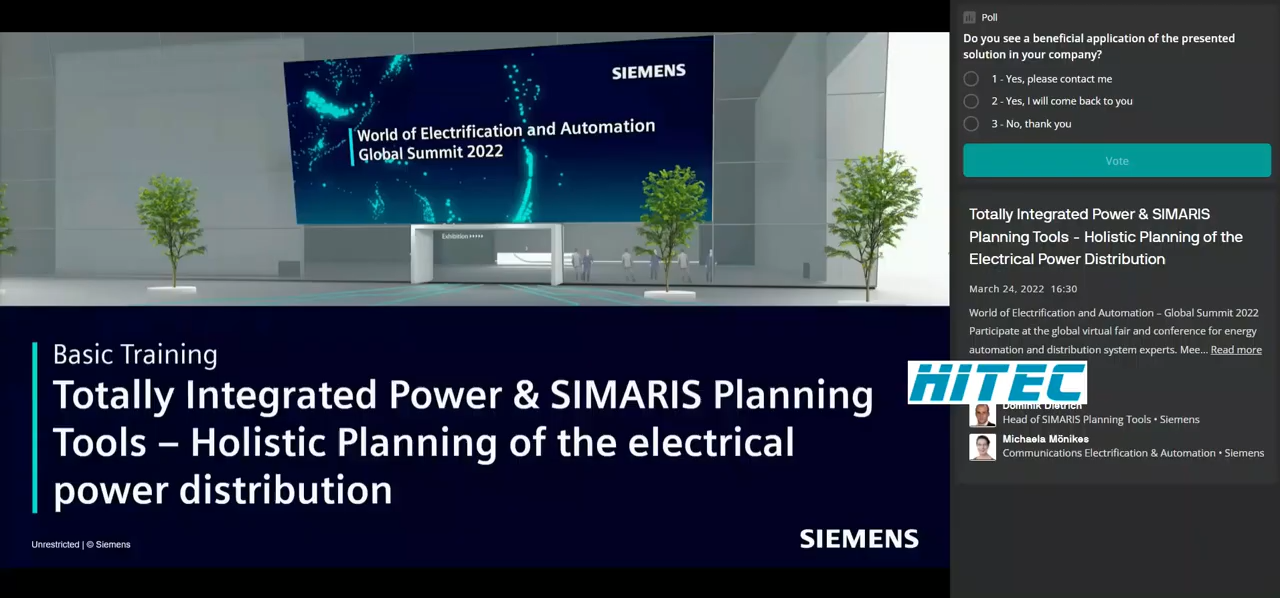 SIEMENS
World of Electrification and Automation
Global Summit 2022
Exhibition
Basic Training
Totally Integrated Power & SIMARIS Planning
Tools – Holistic Planning of the electrical
power distribution
Unrestricted | © Siemens
SIEMENS
Poll
Do you see a beneficial application of the presented
solution in your company?
1 - Yes, please contact me
2 - Yes, I will come back to you
3 - No, thank you
Vote
Totally Integrated Power & SIMARIS
Planning Tools - Holistic Planning of the
Electrical Power Distribution
March 24, 2022 16:30
World of Electrification and Automation – Global Summit 2022
Participate at the global virtual fair and conference for energy
automation and distribution system experts. Mee... Read more
HITEC
Dominik Dietrich
Head of SIMARIS Planning Tools • Siemens
Michaela Mönikes
Communications Electrification & Automation • Siemens